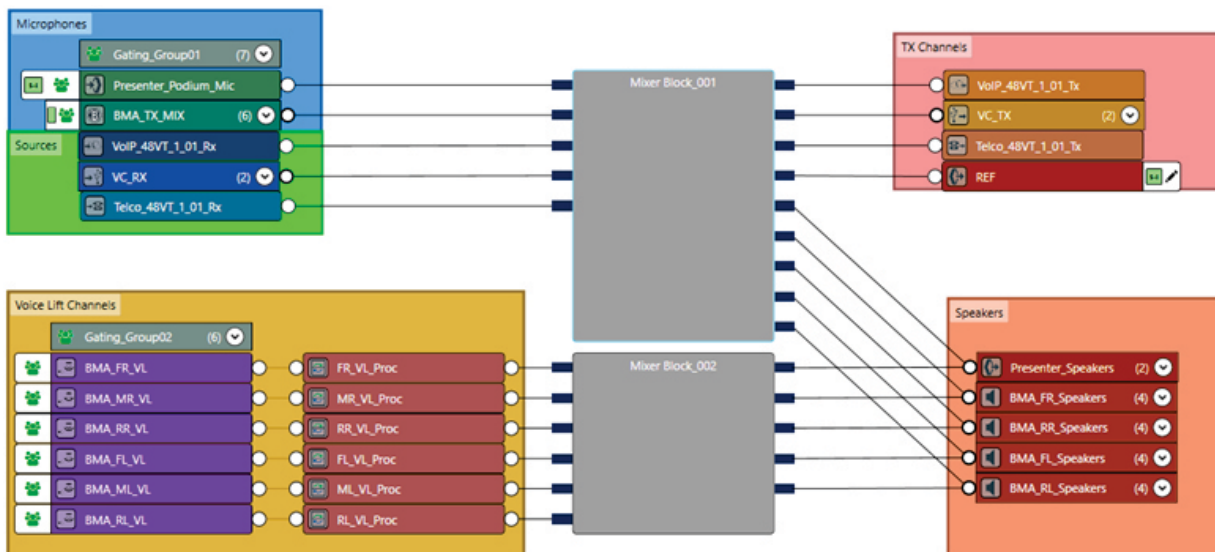 Microphones
Gating_Group01 (7)
Presenter_Podium_Mic
BMA_TX_MIX (6)
Sources
VoIP_48VT_1_01_Rx
VC_RX (2)
Telco_48VT_1_01_Rx
Mixer Block_001
TX Channels
VoIP_48VT_1_01_Tx
VC_TX (2)
Telco_48VT_1_01_Tx
REF
Voice Lift Channels
Gating_Group02 (6)
BMA_FR_VL FR_VL_Proc
BMA_MR_VL MR_VL_Proc
BMA_RR_VL RR_VL_Proc
BMA_FL_VL FL_VL_Proc
BMA_ML_VL ML_VL_Proc
BMA_RL_VL RL_VL_Proc
Mixer Block_002
Speakers
Presenter_Speakers (2)
BMA_FR_Speakers (4)
BMA_RR_Speakers (4)
BMA_FL_Speakers (4)
BMA_RL_Speakers (4)